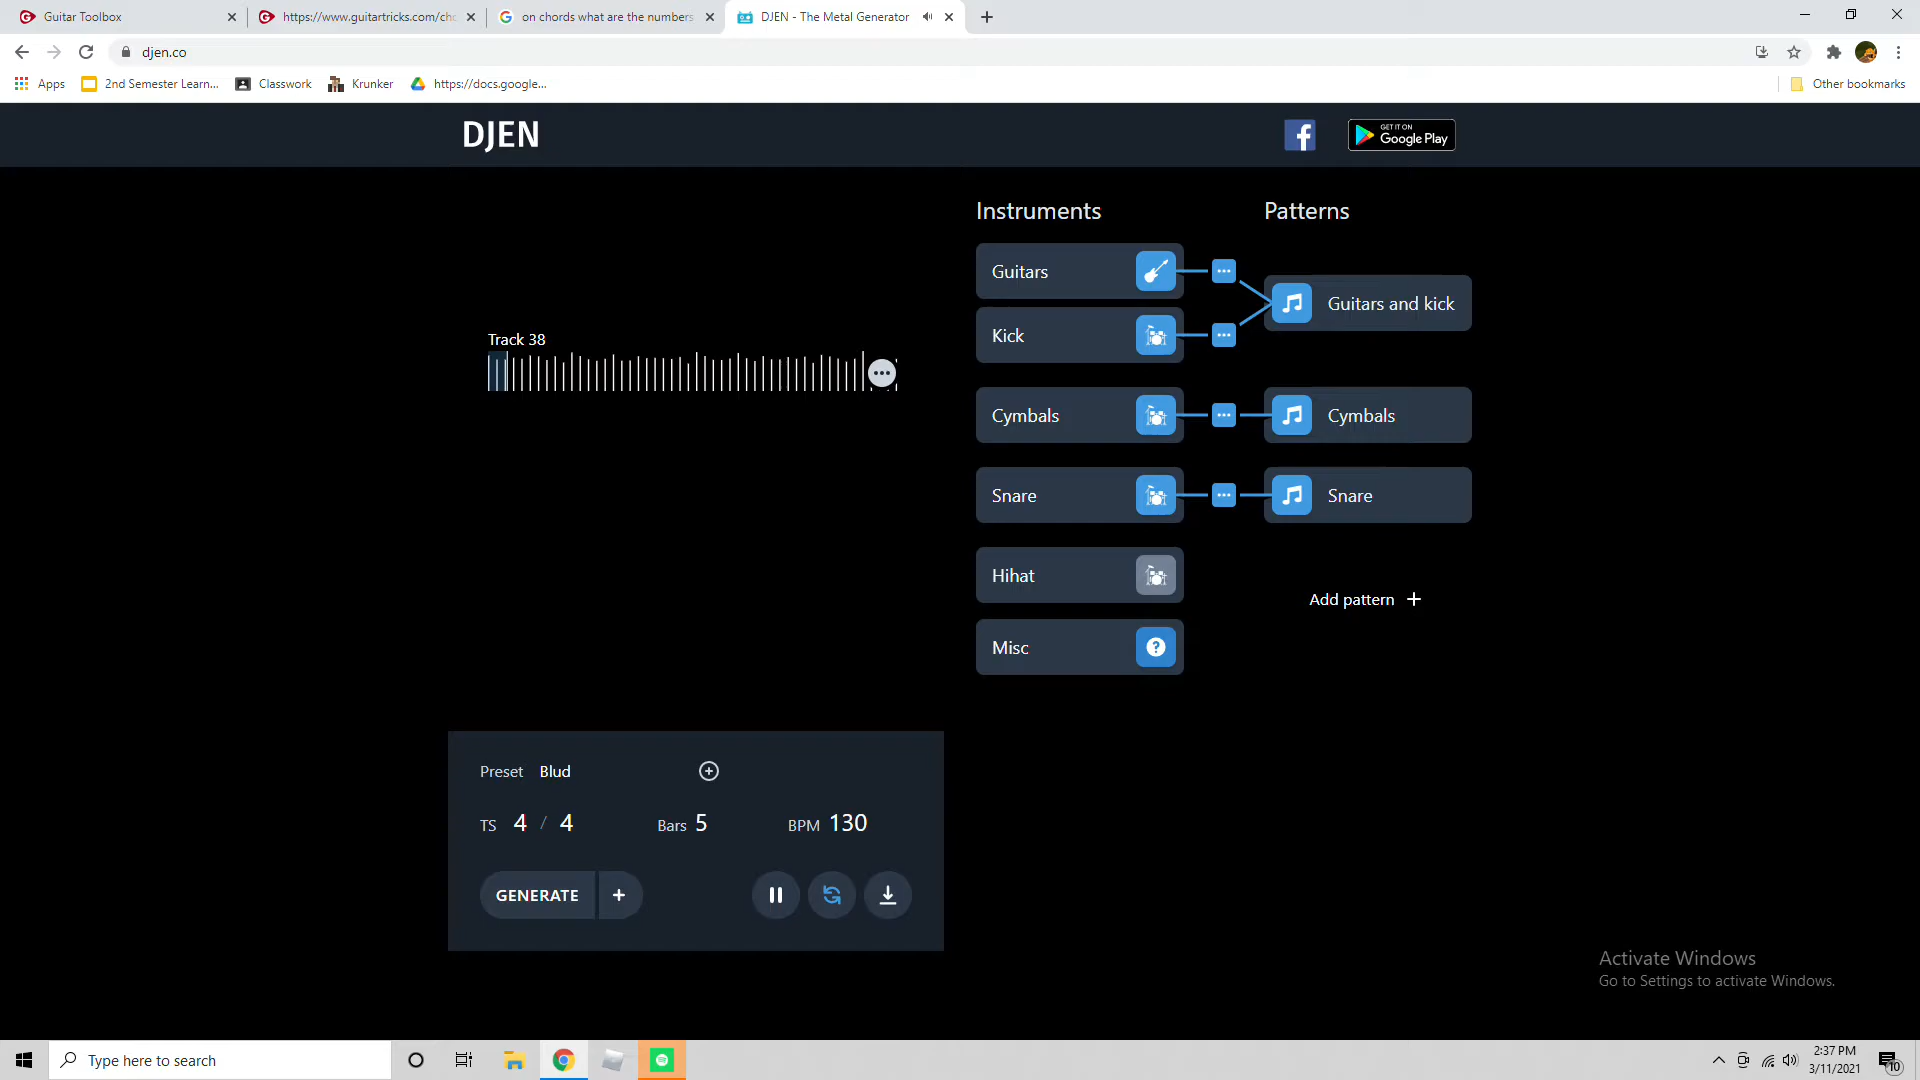 Guitar Toolbox
https://www.guitartricks.com/cho
on chords what are the numbers
DJEN - The Metal Generator
djen.co
Apps
2nd Semester Learn...
Classwork
Krunker
https://docs.google...
Other bookmarks
DJEN
GET IT ON
Google Play
Instruments
Patterns
Guitars
Guitars and kick
Kick
Track 38
Cymbals
Cymbals
Snare
Snare
Hihat
Add pattern +
Misc
Preset Blud
TS 4 / 4
Bars 5
BPM 130
GENERATE +
Activate Windows
Go to Settings to activate Windows.
Type here to search
2:37 PM
3/11/2021
10